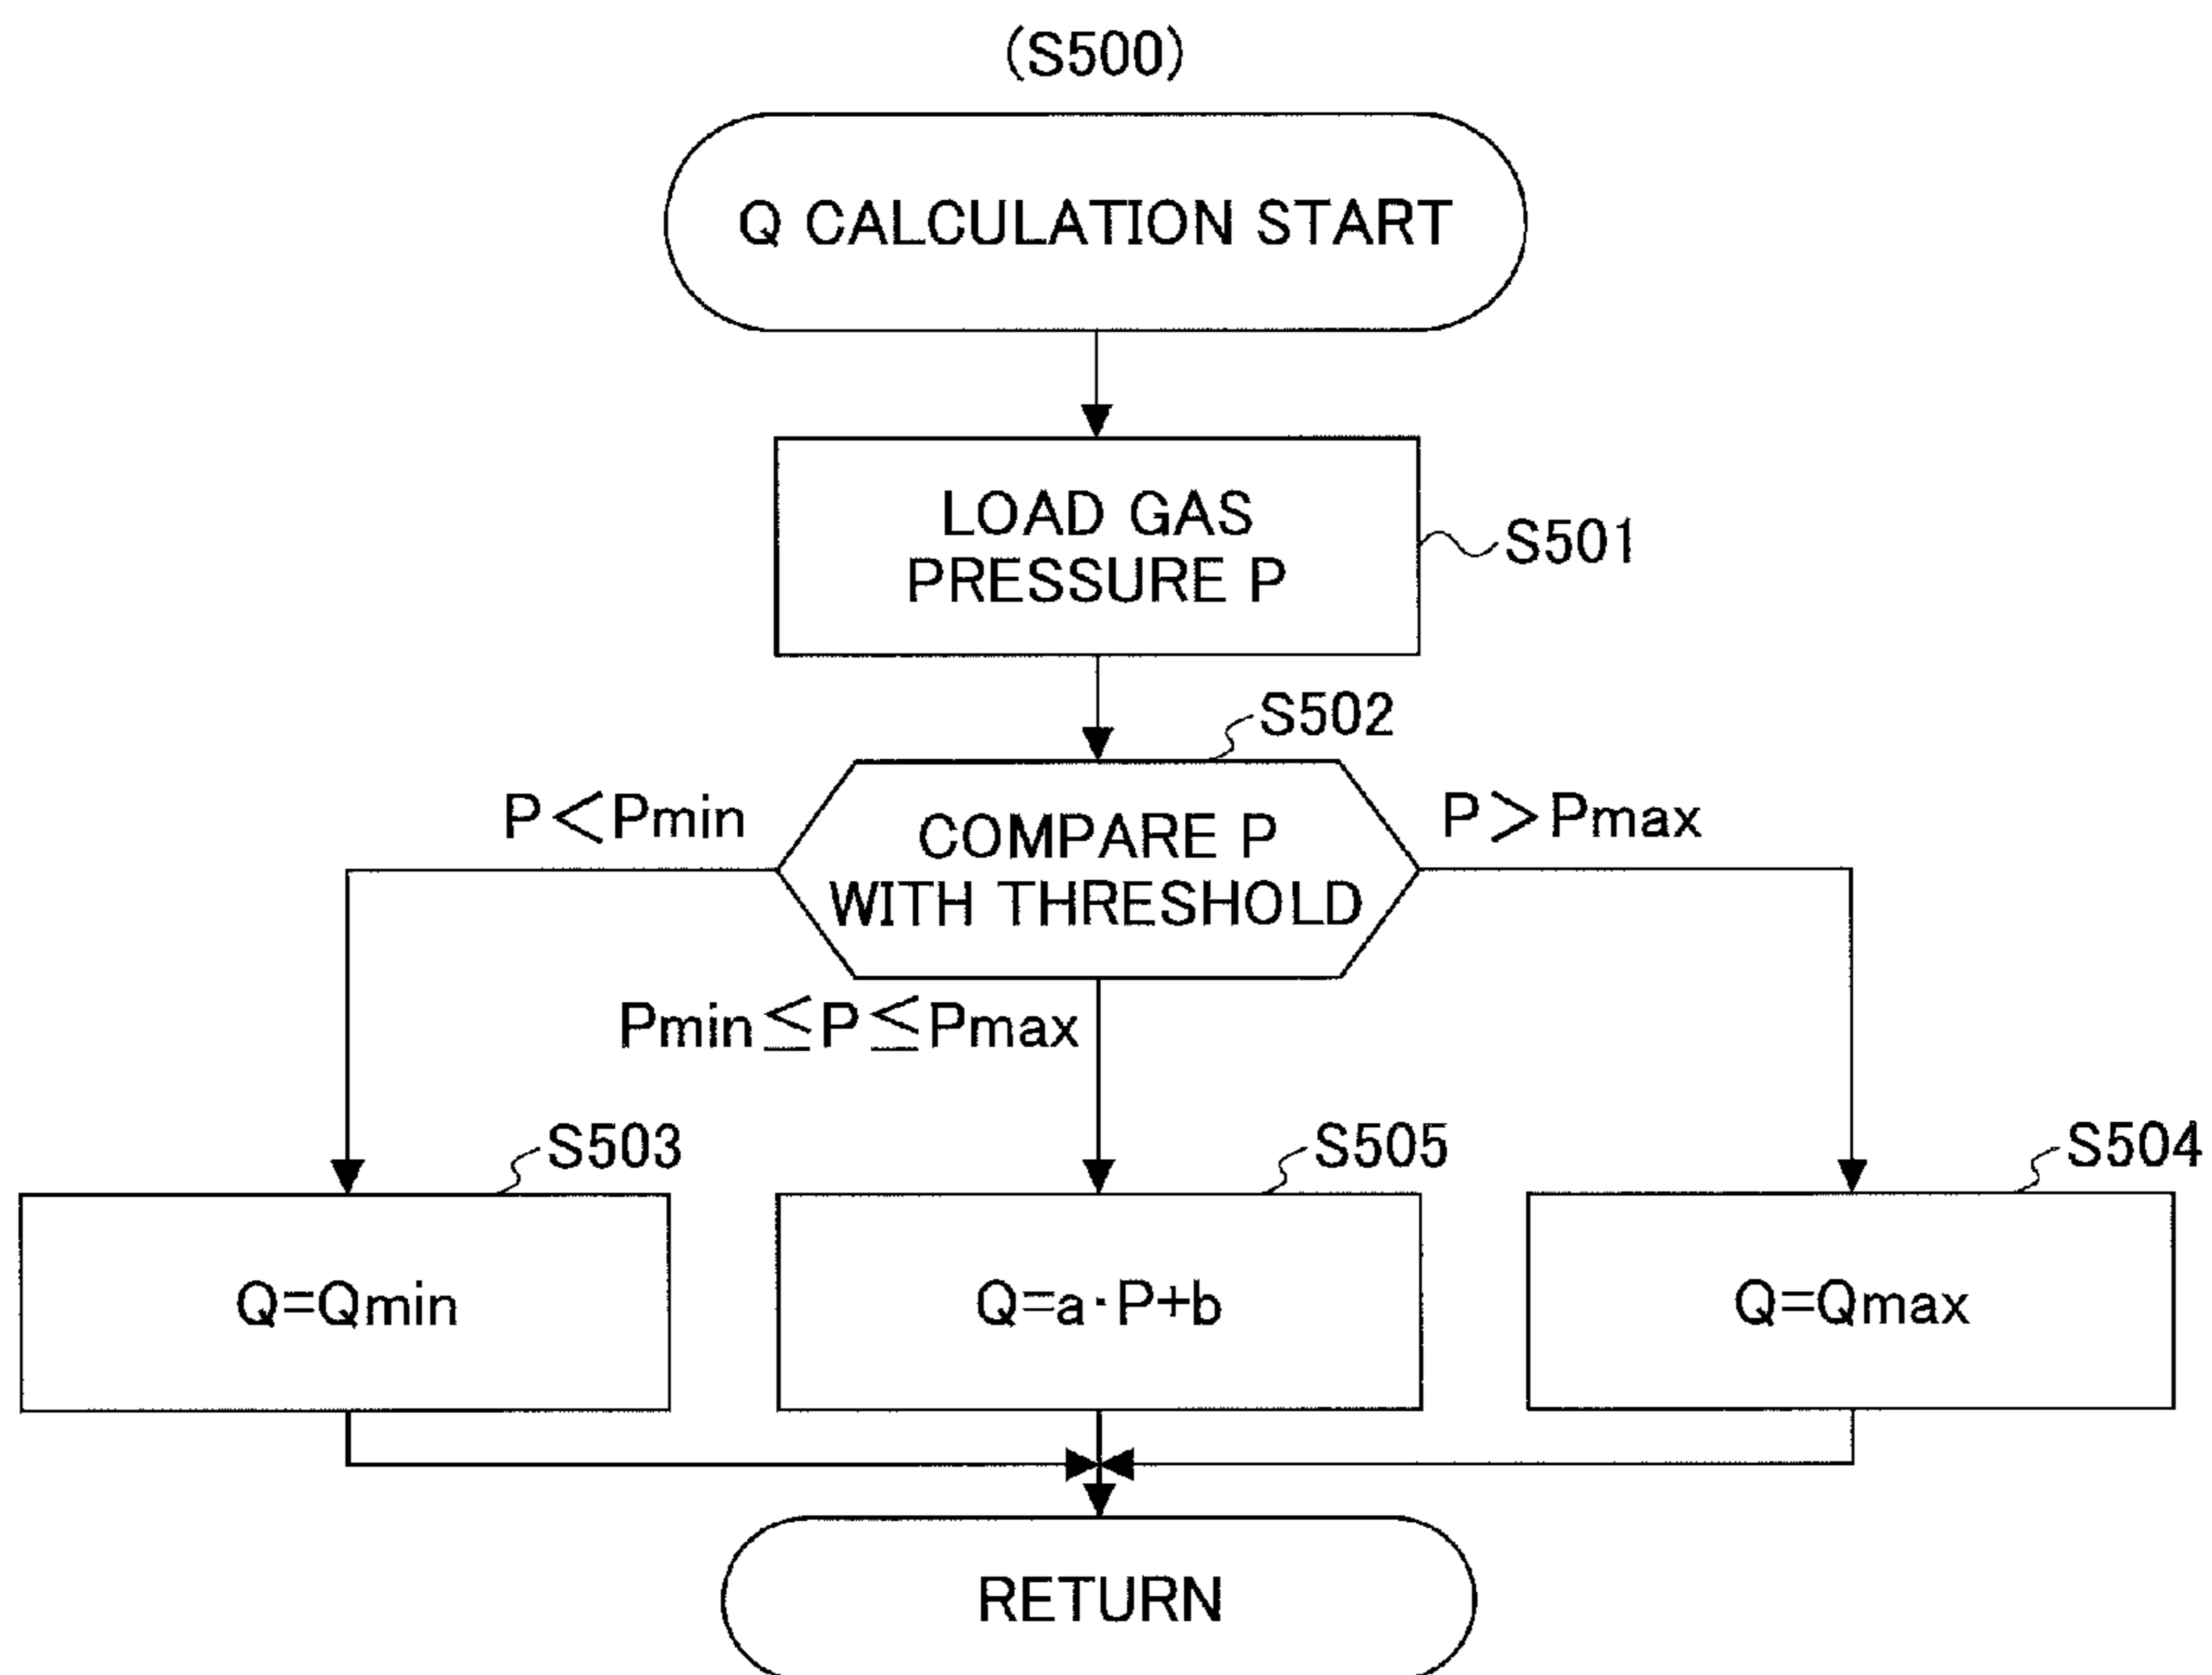 (S500)
Q CALCULATION START
LOAD GAS
PRESSURE P
S501
S502
P<Pmin
COMPARE P
WITH THRESHOLD
P>Pmax
Pmin≦P≦Pmax
S503
S505
S504
Q=Qmin
Q=a·P+b
Q=Qmax
RETURN